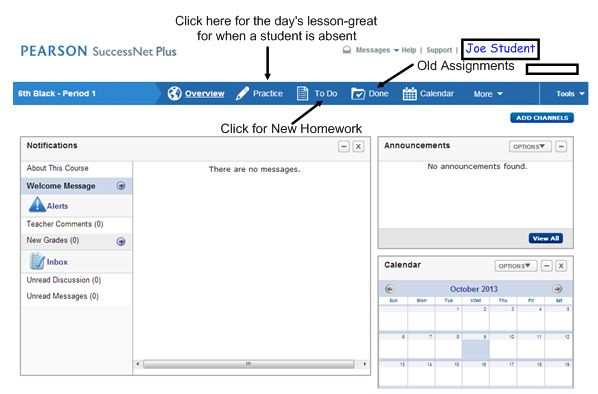 Click here for the day's lesson-great
for when a student is absent
PEARSON SuccessNet Plus
Messages Help | Support | Joe Student
Old Assignments
6th Black - Period 1 Overview Practice To Do Done Calendar More Tools
Click for New Homework
ADD CHANNELS
Notifications
About This Course
Welcome Message
Alerts
Teacher Comments (0)
New Grades (0)
Inbox
Unread Discussion (0)
Unread Messages (0)
There are no messages.
Announcements OPTIONS
No announcements found.
View All
Calendar OPTIONS X
October 2013
Sun Mon Tue Wed Thu Fri Sat
1 2 3 4 5
6 7 8 9 10 11 12
13 14 15 16 17 18 19